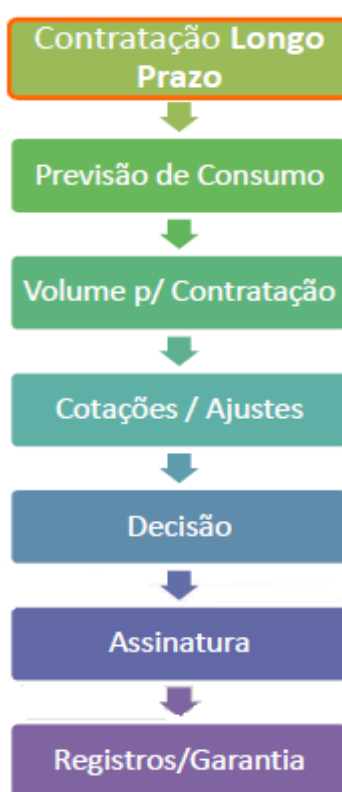 Contratação Longo
Prazo
Previsão de Consumo
Volume p/ Contratação
Cotações / Ajustes
Decisão
Assinatura
Registros/Garantia